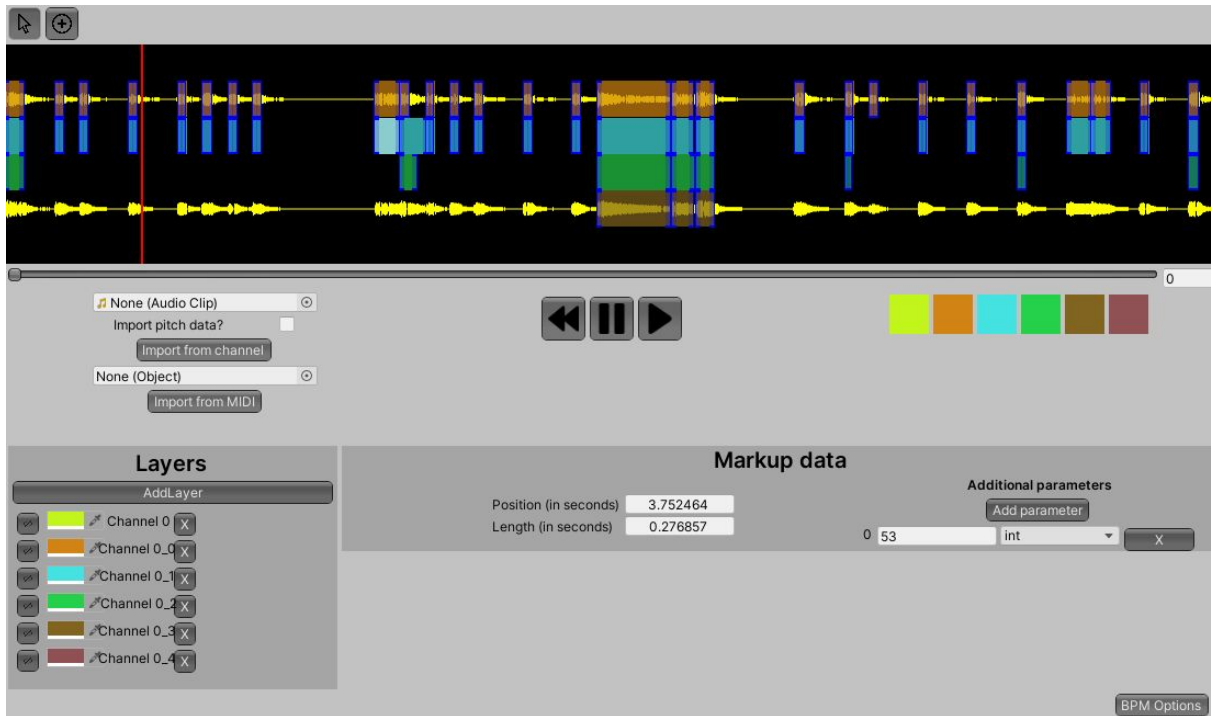 0
None (Audio Clip)
Import pitch data?
Import from channel
None (Object)
Import from MIDI
Layers
AddLayer
Channel 0 X
Channel 0_0 X
Channel 0_1 X
Channel 0_2 X
Channel 0_3 X
Channel 0_4 X
Markup data
Position (in seconds) 3.752464
Length (in seconds) 0.276857
Additional parameters
Add parameter
0 53 int X
BPM Options